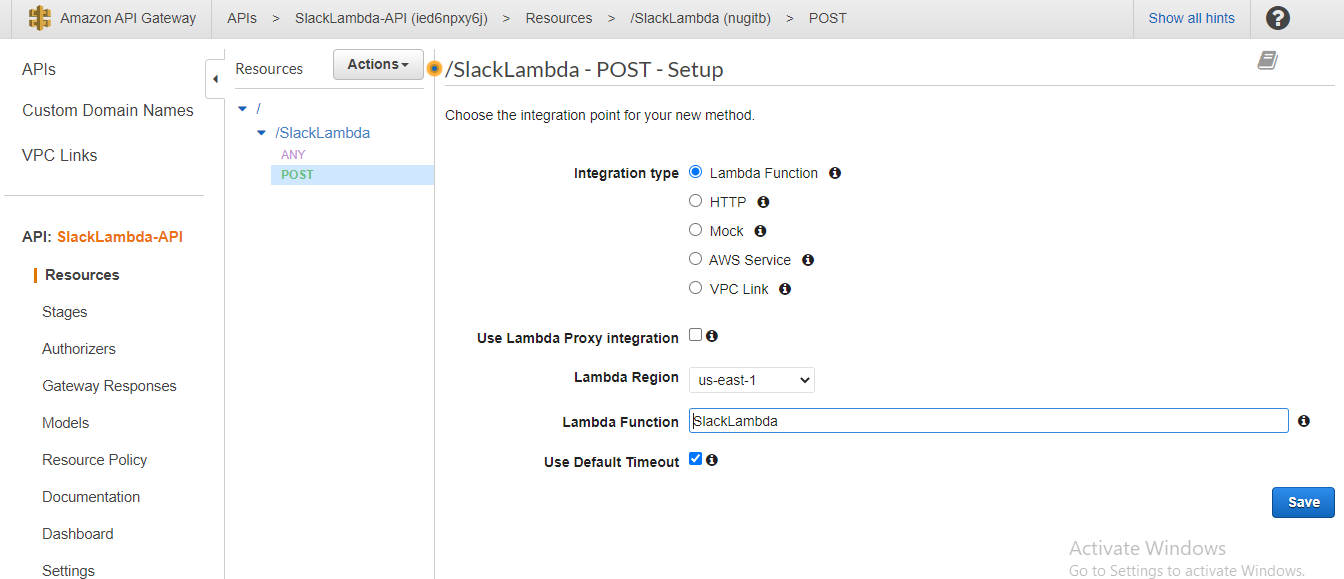 Amazon API Gateway APIs > SlackLambda-API (ied6npxy6j) > Resources > /SlackLambda (nugitb) > POST Show all hints ?
APIs
Custom Domain Names
VPC Links
API: SlackLambda-API
Resources
Stages
Authorizers
Gateway Responses
Models
Resource Policy
Documentation
Dashboard
Settings
Resources Actions
/
/SlackLambda
ANY
POST
/SlackLambda - POST - Setup
Choose the integration point for your new method.
Integration type Lambda Function
HTTP
Mock
AWS Service
VPC Link
Use Lambda Proxy integration
Lambda Region us-east-1
Lambda Function SlackLambda
Use Default Timeout
Save
Activate Windows
Go to Settings to activate Windows.